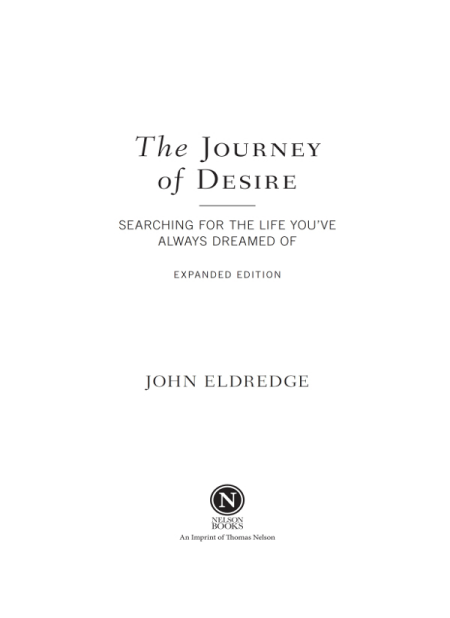 The JOURNEY
of DESIRE
SEARCHING FOR THE LIFE YOU'VE
ALWAYS DREAMED OF
EXPANDED EDITION
JOHN ELDREDGE
N
NELSON
BOOKS
An Imprint of Thomas Nelson